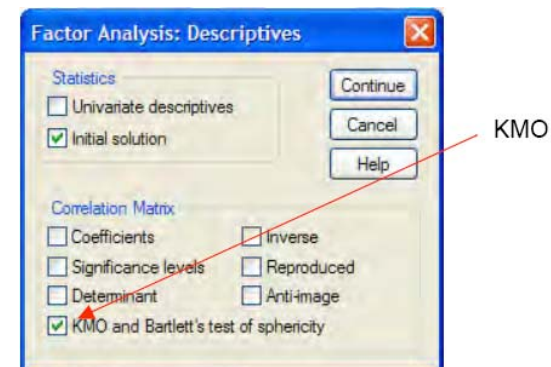 Factor Analysis: Descriptives
Statistics
Univariate descriptives
Initial solution
Continue
Cancel
Help
KMO
Correlation Matrix
Coefficients
Inverse
Significance levels
Reproduced
Determinant
Anti-image
KMO and Bartlett's test of sphericity